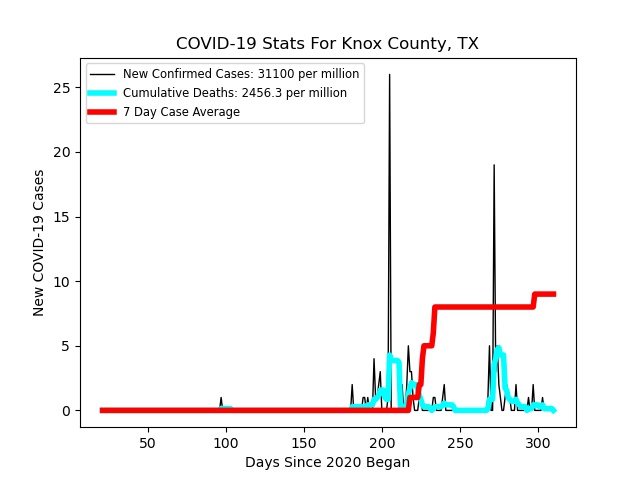 COVID-19 Stats For Knox County, TX
New Confirmed Cases: 31100 per million
Cumulative Deaths: 2456.3 per million
7 Day Case Average
New COVID-19 Cases
25
20
15
10
5
0
50 100 150 200 250 300
Days Since 2020 Began